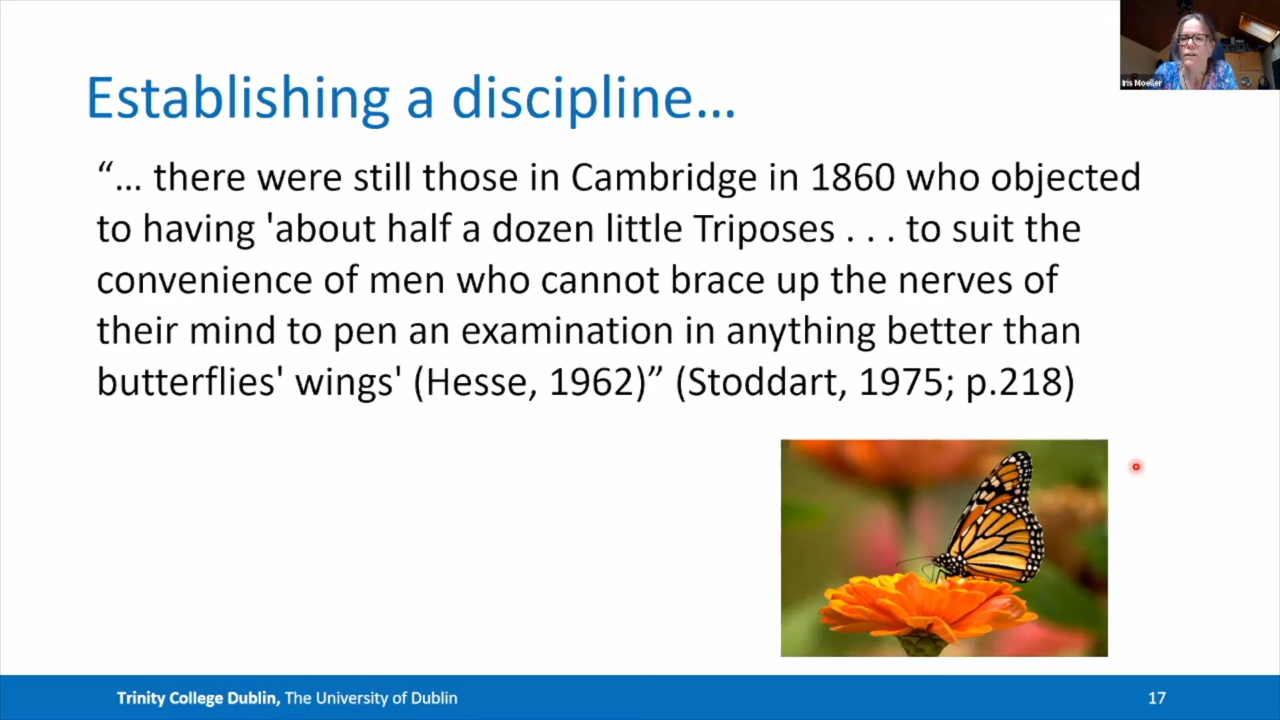 Iris Moeller
Establishing a discipline…
“… there were still those in Cambridge in 1860 who objected
to having 'about half a dozen little Triposes . . . to suit the
convenience of men who cannot brace up the nerves of
their mind to pen an examination in anything better than
butterflies' wings' (Hesse, 1962)” (Stoddart, 1975; p.218)
Trinity College Dublin, The University of Dublin
17